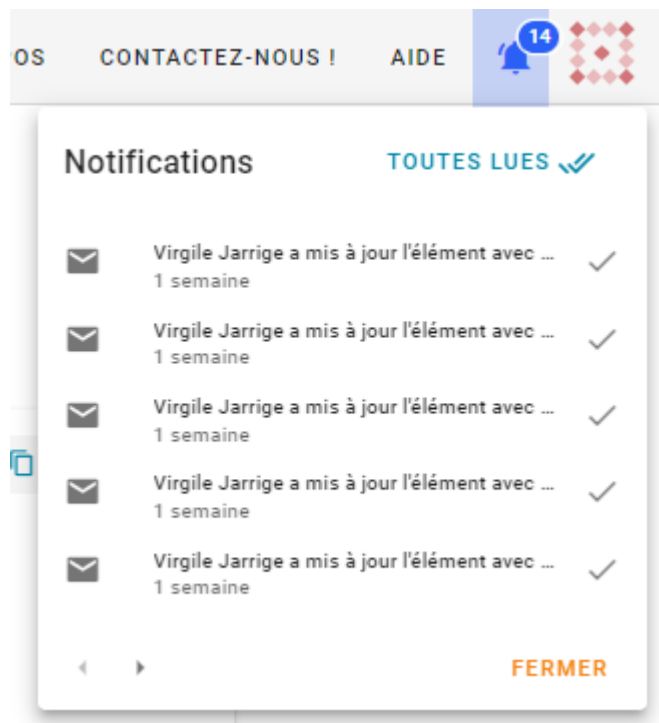 OS CONTACTEZ-NOUS ! AIDE 14
Notifications TOUTES LUES
Virgile Jarrige a mis à jour l'élément avec ...
1 semaine
Virgile Jarrige a mis à jour l'élément avec ...
1 semaine
Virgile Jarrige a mis à jour l'élément avec ...
1 semaine
Virgile Jarrige a mis à jour l'élément avec ...
1 semaine
Virgile Jarrige a mis à jour l'élément avec ...
1 semaine
FERMER